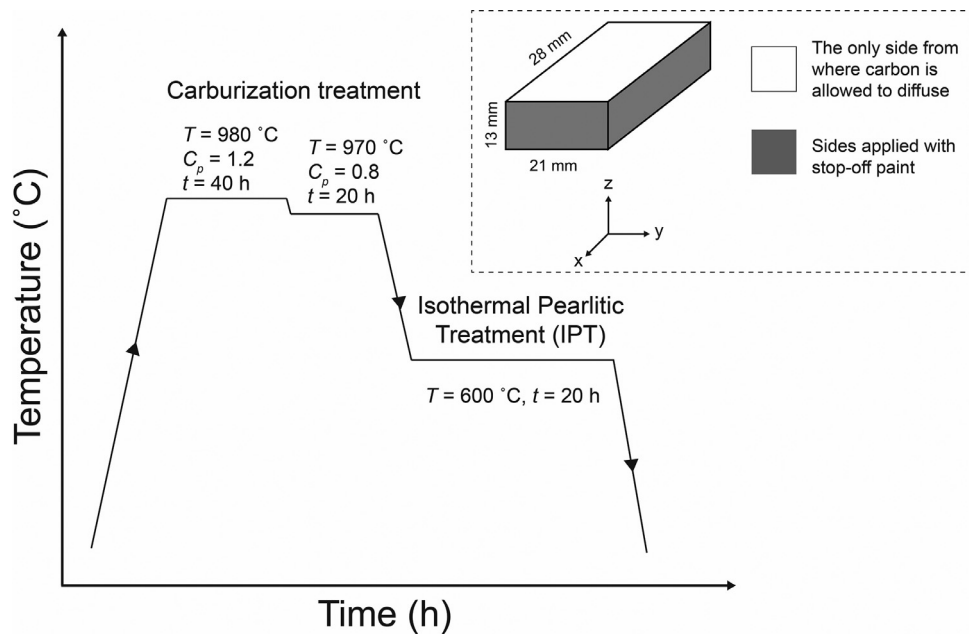 Carburization treatment
T = 980 ˚C
Cp = 1.2
t = 40 h
T = 970 ˚C
Cp = 0.8
t = 20 h
Isothermal Pearlitic
Treatment (IPT)
T = 600 ˚C, t = 20 h
Temperature (˚C)
Time (h)
28 mm
13 mm
21 mm
z
y
x
The only side from
where carbon is
allowed to diffuse
Sides applied with
stop-off paint